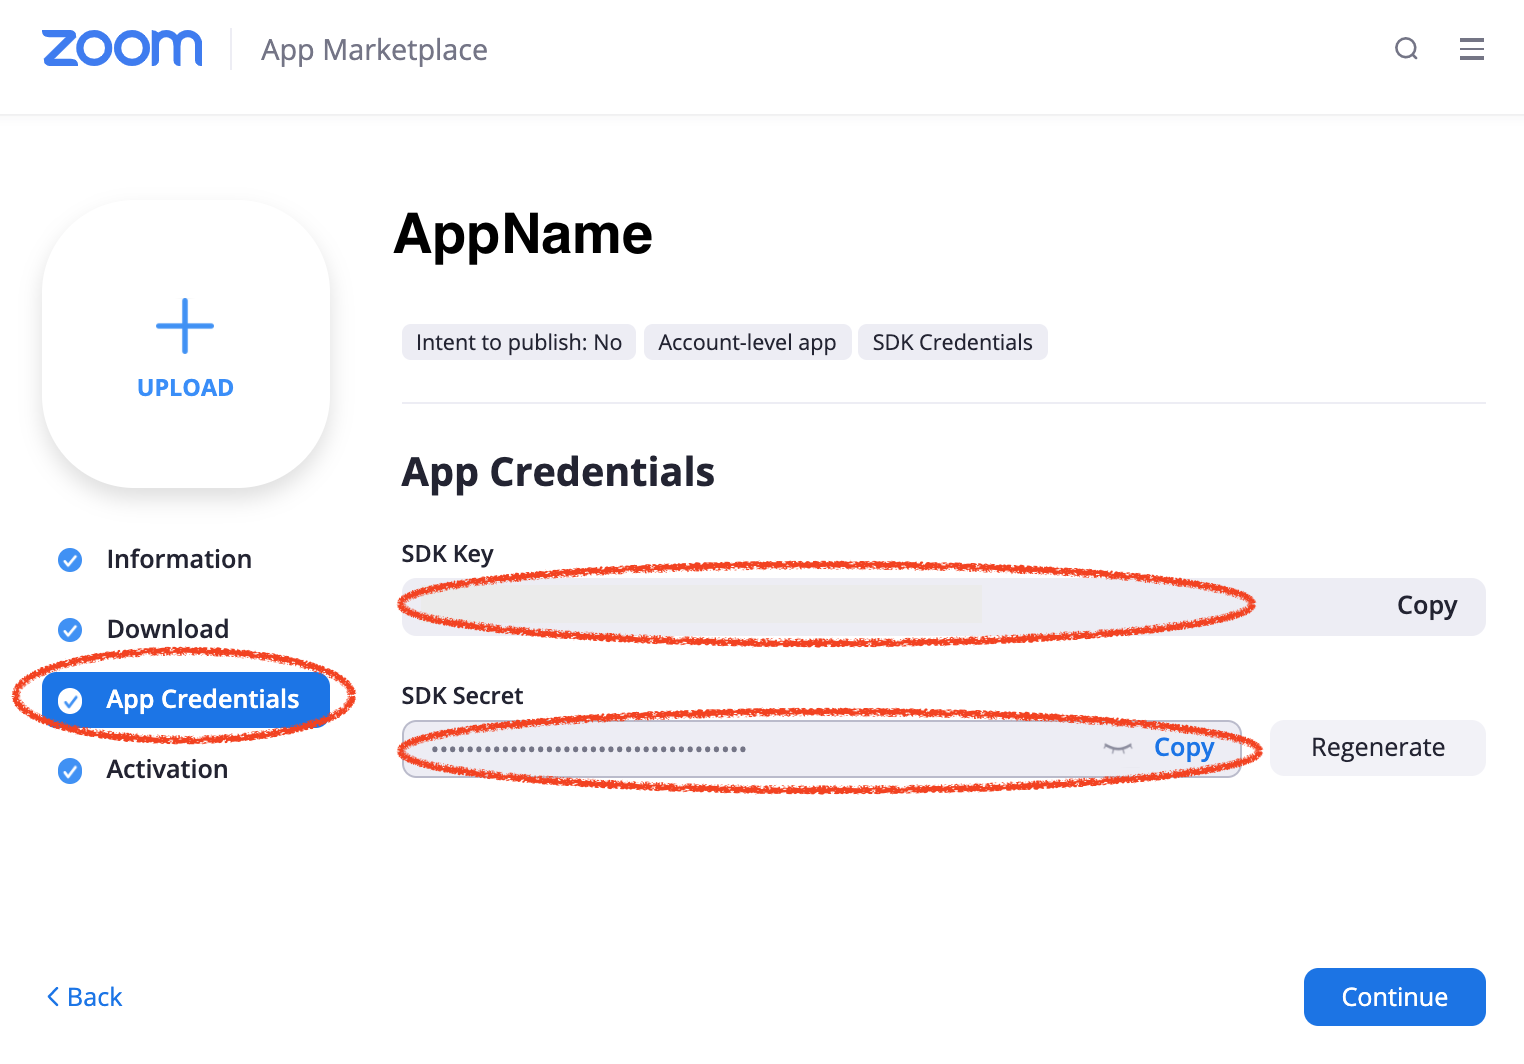 zoom App Marketplace
UPLOAD
AppName
Intent to publish: No Account-level app SDK Credentials
App Credentials
Information
Download
App Credentials
Activation
SDK Key
Copy
SDK Secret
•••••••••••••••••••••••••••••••••••• Copy Regenerate
Back
Continue